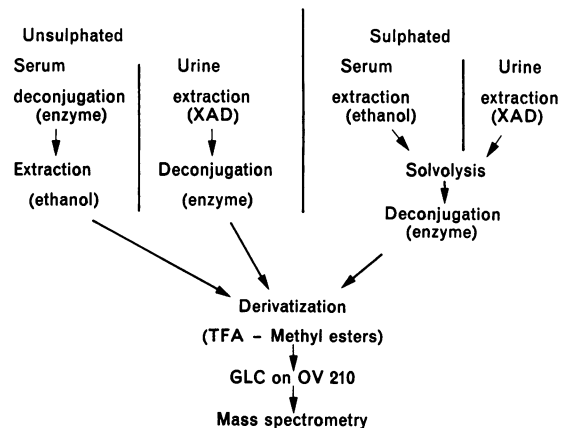 Unsulphated
Serum
deconjugation
(enzyme)
Extraction
(ethanol)
Urine
extraction
(XAD)
Deconjugation
(enzyme)
Sulphated
Serum
extraction
(ethanol)
Urine
extraction
(XAD)
Solvolysis
Deconjugation
(enzyme)
Derivatization
(TFA - Methyl esters)
GLC on OV 210
Mass spectrometry